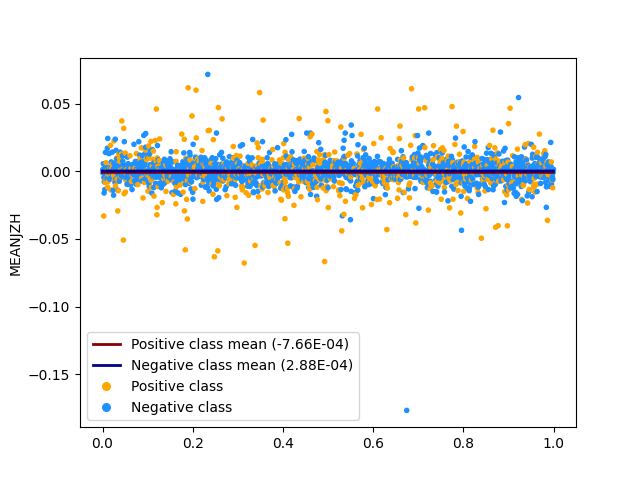 0.05
0.00
−0.05
−0.10
−0.15
MEANJZH
Positive class mean (-7.66E-04)
Negative class mean (2.88E-04)
Positive class
Negative class
0.0 0.2 0.4 0.6 0.8 1.0